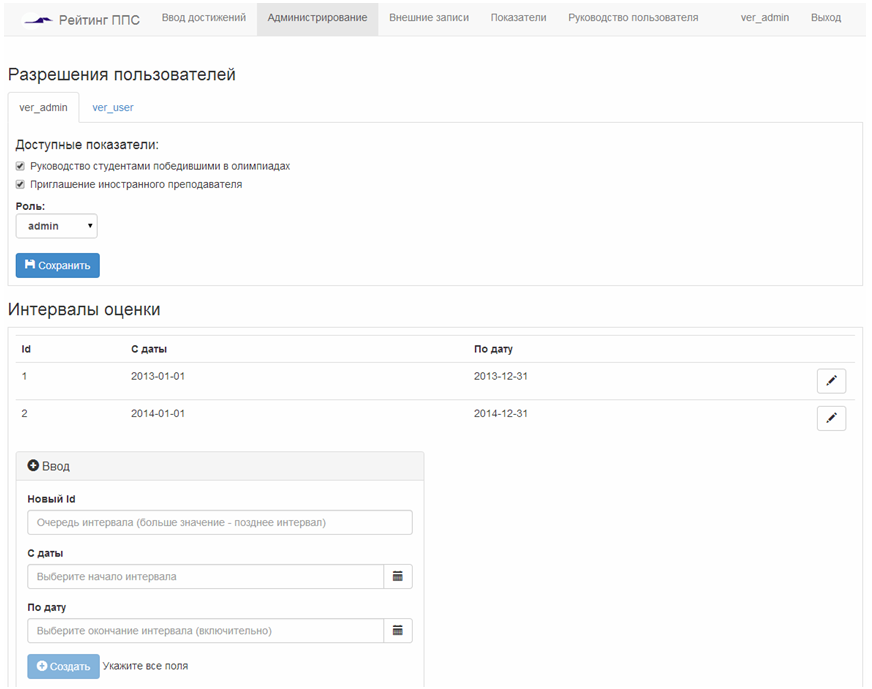 Рейтинг ППС Ввод достижений Администрирование Внешние записи Показатели Руководство пользователя ver_admin Выход
Разрешения пользователей
ver_admin ver_user
Доступные показатели:
Руководство студентами победившими в олимпиадах
Приглашение иностранного преподавателя
Роль:
admin
Сохранить
Интервалы оценки
Id С даты По дату
1 2013-01-01 2013-12-31
2 2014-01-01 2014-12-31
Ввод
Новый Id
Очередь интервала (больше значение - позднее интервал)
С даты
Выберите начало интервала
По дату
Выберите окончание интервала (включительно)
Создать Укажите все поля